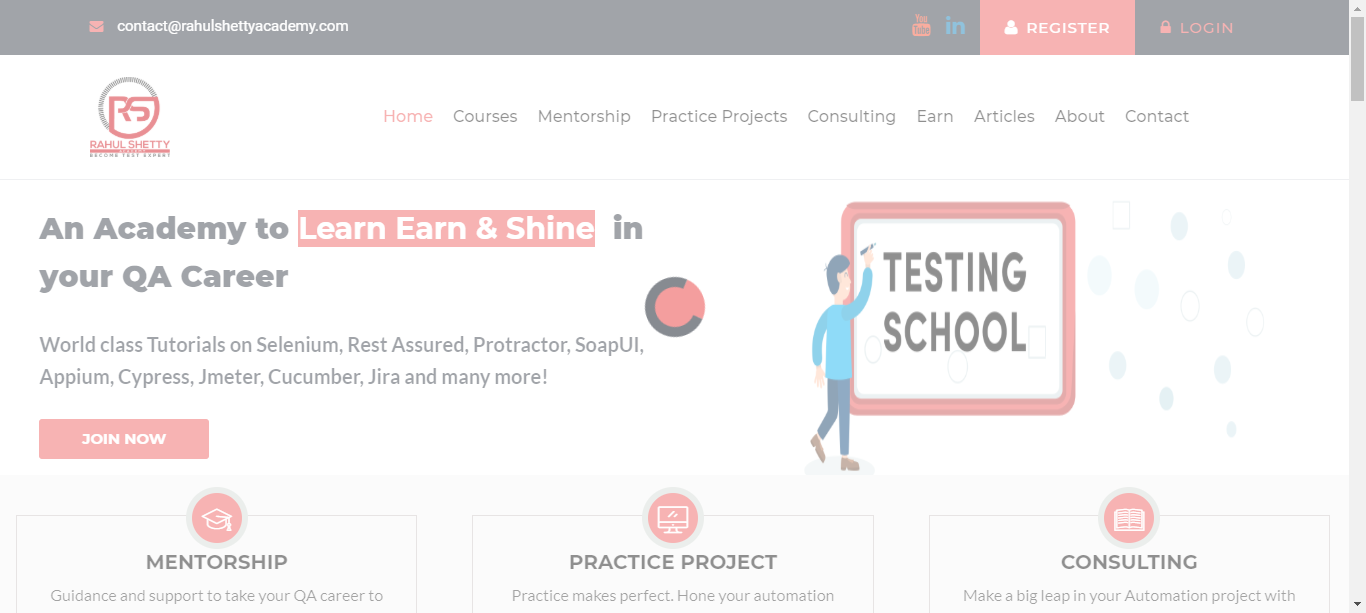 contact@rahulshettyacademy.com
You
Tube
in
REGISTER
LOGIN
RS
RAHUL SHETTY
ACADEMY
BECOME TEST EXPERT
Home Courses Mentorship Practice Projects Consulting Earn Articles About Contact
An Academy to Learn Earn & Shine in
your QA Career
World class Tutorials on Selenium, Rest Assured, Protractor, SoapUI,
Appium, Cypress, Jmeter, Cucumber, Jira and many more!
JOIN NOW
TESTING
SCHOOL
MENTORSHIP
Guidance and support to take your QA career to
PRACTICE PROJECT
Practice makes perfect. Hone your automation
CONSULTING
Make a big leap in your Automation project with